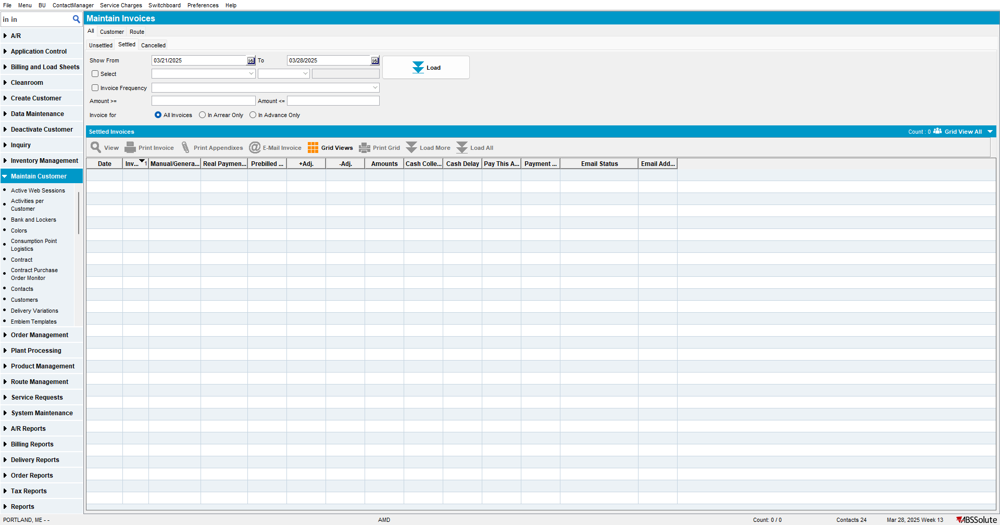 File Menu BU ContactManager Service Charges Switchboard Preferences Help
in in
Maintain Invoices
All Customer Route
Unsettled Settled Cancelled
Show From 03/21/2025 16 To 03/28/2025 16
Load
Select
Invoice Frequency
Amount >= Amount <=
Invoice for All Invoices In Arrear Only In Advance Only
Settled Invoices Count : 0 Grid View All
View Print Invoice Print Appendixes E-Mail Invoice Grid Views Print Grid Load More Load All
Date Inv... 1 Manual/Genera... Real Paymen... Prebilled ... +Adj. -Adj. Amounts Cash Colle... Cash Delay Pay This A... Payment ... Email Status Email Add...
A/R
Application Control
Billing and Load Sheets
Cleanroom
Create Customer
Data Maintenance
Deactivate Customer
Inquiry
Inventory Management
Maintain Customer
Active Web Sessions
Activities per
Customer
Bank and Lockers
Colors
Consumption Point
Logistics
Contract
Contract Purchase
Order Monitor
Contacts
Customers
Delivery Variations
Emblem Templates
Order Management
Plant Processing
Product Management
Route Management
Service Requests
System Maintenance
A/R Reports
Billing Reports
Delivery Reports
Order Reports
Tax Reports
Reports
PORTLAND, ME - - AMD Count: 0 / 0 Contacts 24 Mar 28, 2025 Week 13 ABSSolute